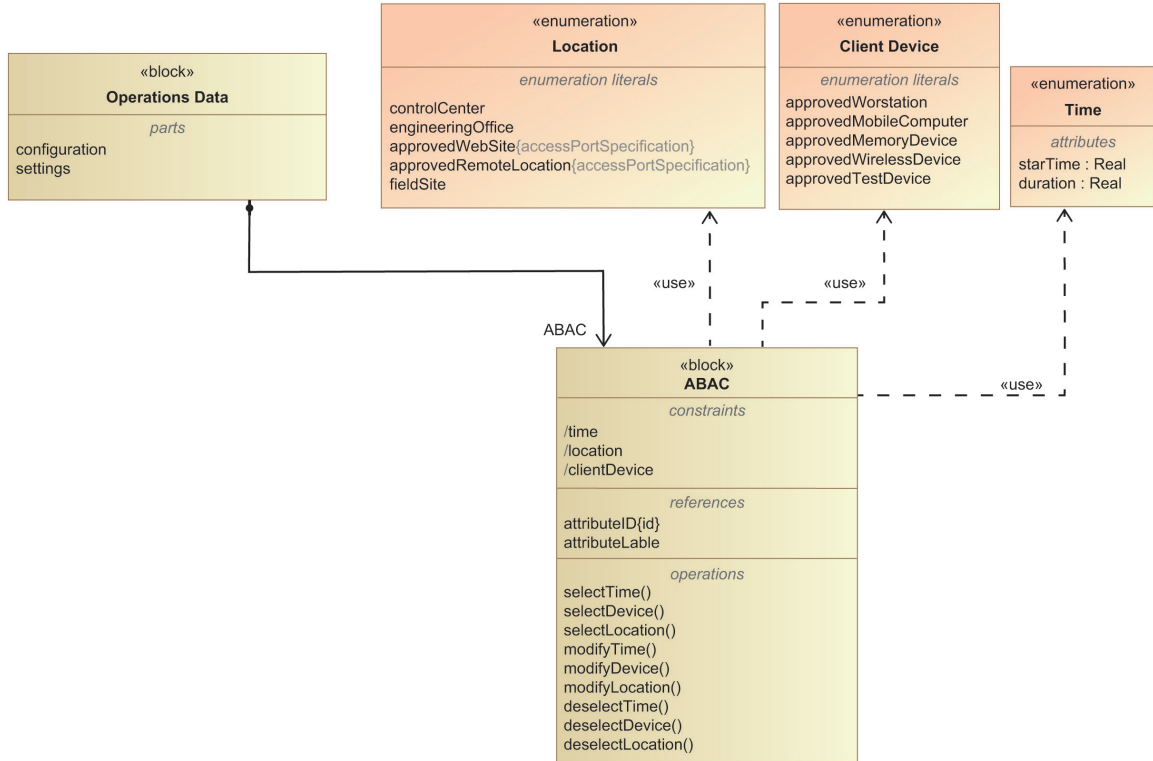 «block»
Operations Data
parts
configuration
settings
«enumeration»
Location
enumeration literals
controlCenter
engineeringOffice
approvedWebSite{accessPortSpecification}
approvedRemoteLocation{accessPortSpecification}
fieldSite
«enumeration»
Client Device
enumeration literals
approvedWorstation
approvedMobileComputer
approvedMemoryDevice
approvedWirelessDevice
approvedTestDevice
«enumeration»
Time
attributes
starTime : Real
duration : Real
«use»
«use»
«use»
ABAC
«block»
ABAC
constraints
/time
/location
/clientDevice
references
attributeID{id}
attributeLable
operations
selectTime()
selectDevice()
selectLocation()
modifyTime()
modifyDevice()
modifyLocation()
deselectTime()
deselectDevice()
deselectLocation()